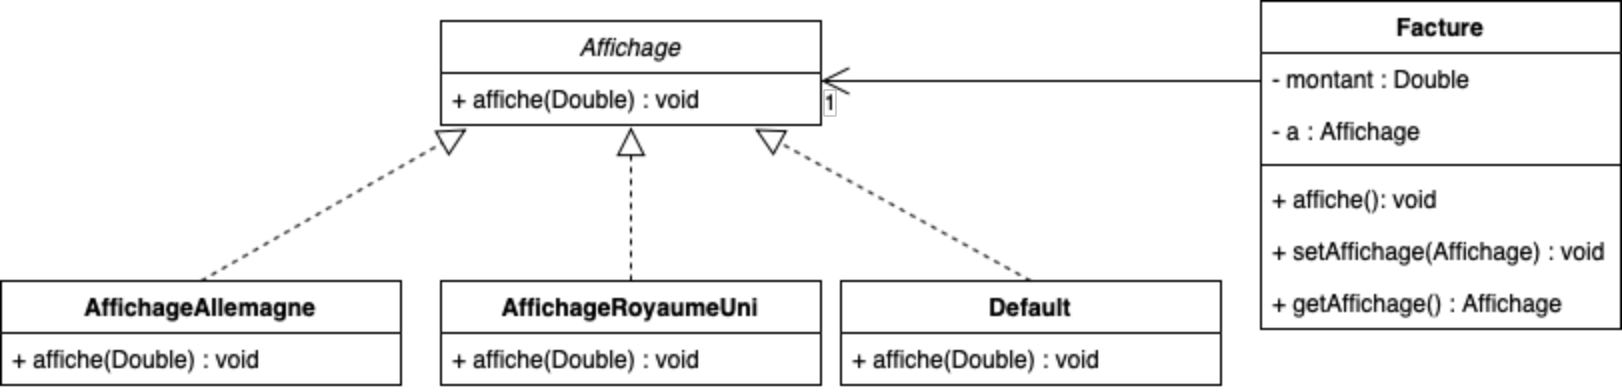 Affichage
+ affiche(Double) : void
1
Facture
- montant : Double
- a : Affichage
+ affiche(): void
+ setAffichage(Affichage) : void
+ getAffichage() : Affichage
AffichageAllemagne
+ affiche(Double) : void
AffichageRoyaumeUni
+ affiche(Double) : void
Default
+ affiche(Double) : void